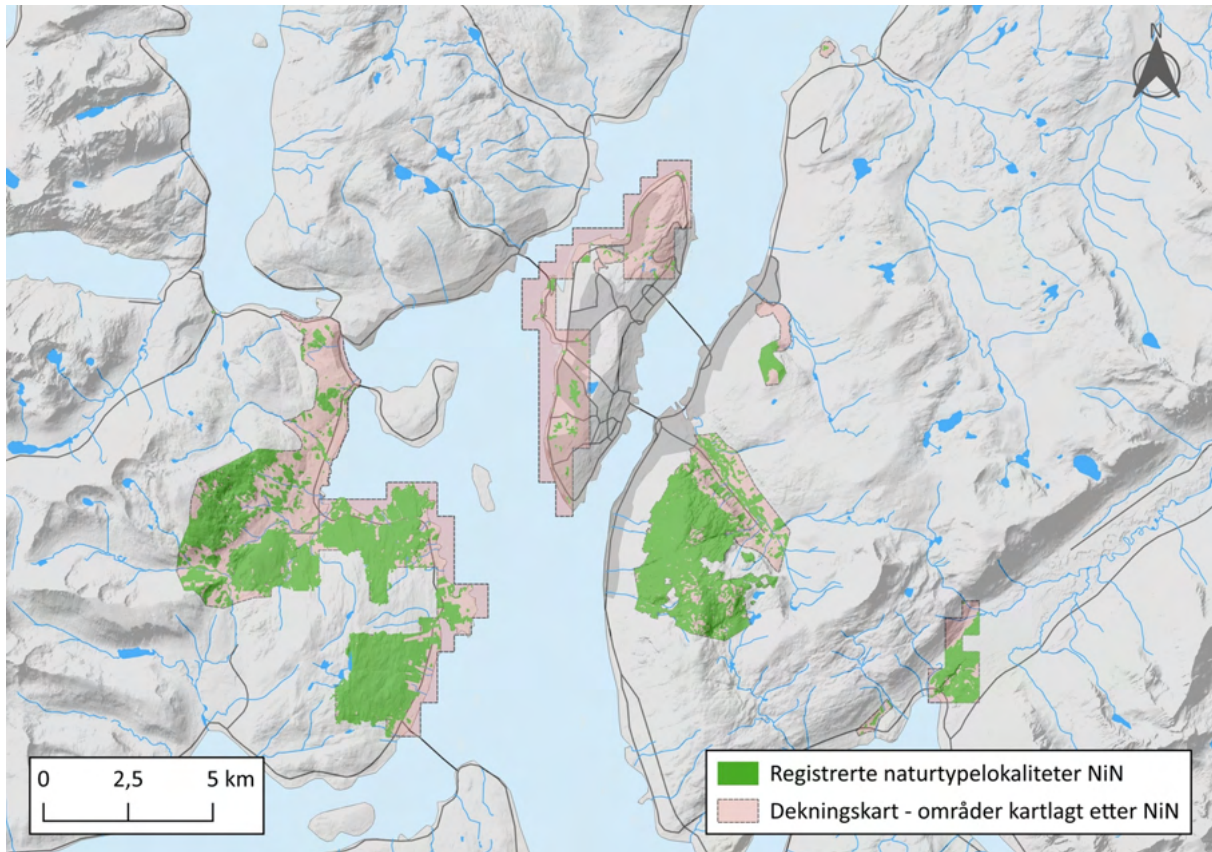 N
0 2,5 5 km
Registrerte naturtypelokaliteter NiN
Dekningskart - områder kartlagt etter NiN